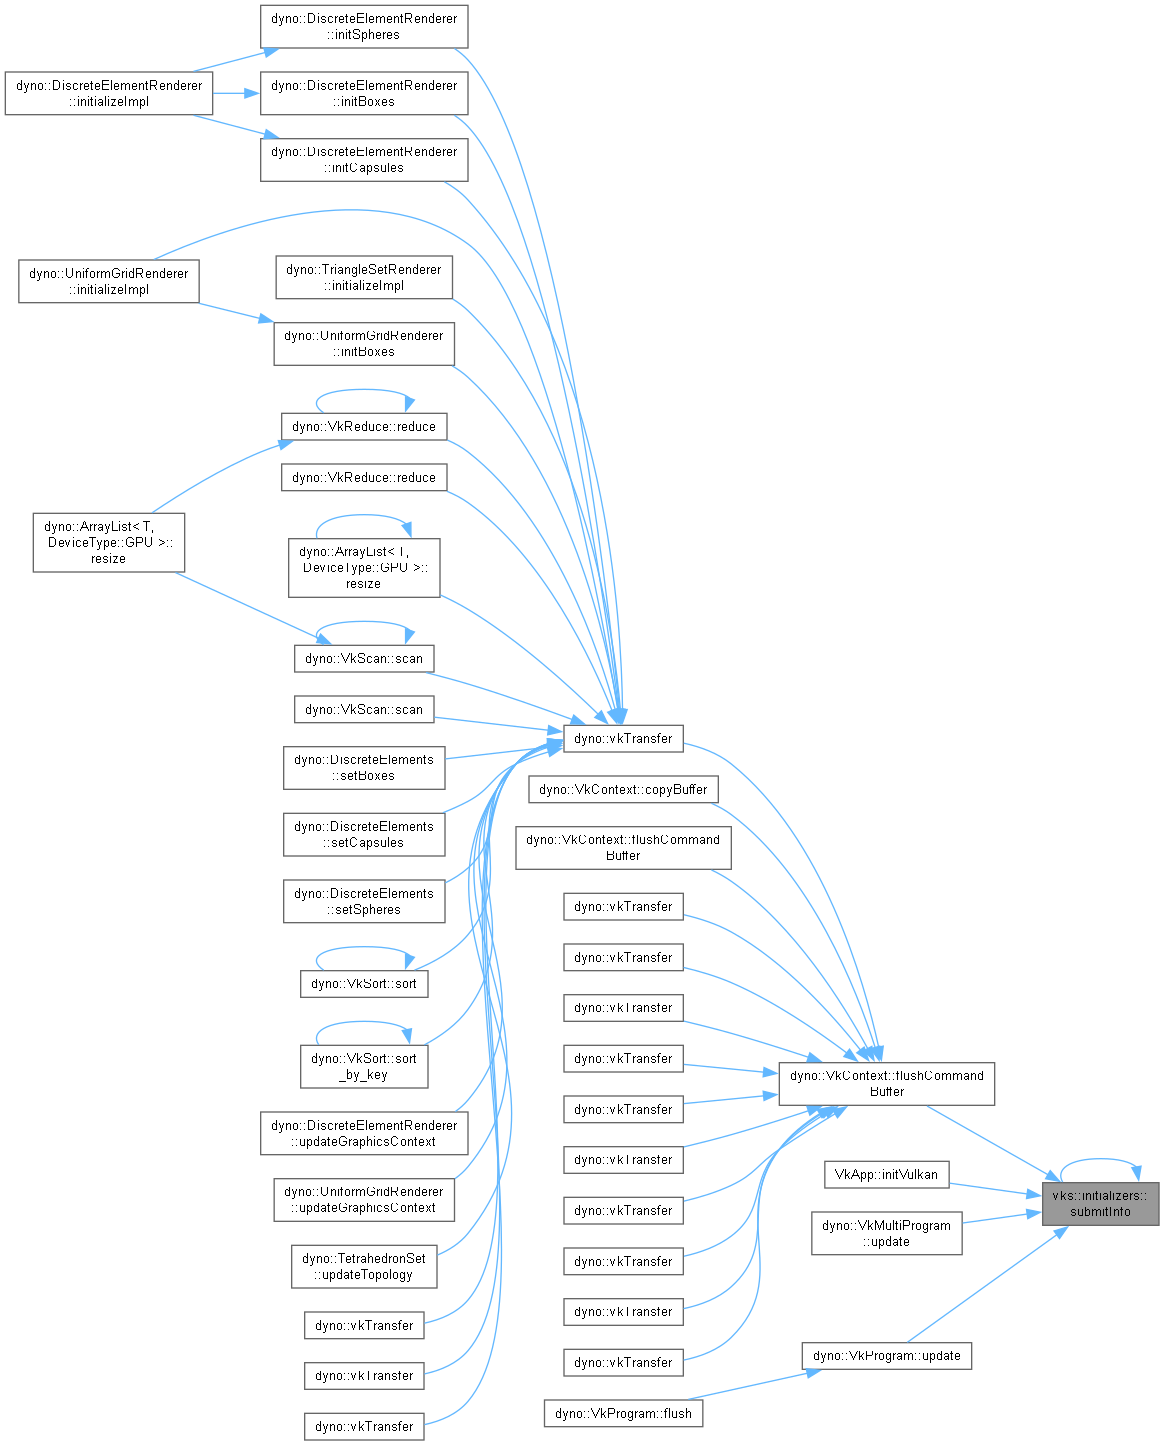 dyno::DiscreteElementRenderer
::initSpheres
dyno::DiscreteElementRenderer
::initializeImpl
dyno::DiscreteElementRenderer
::initBoxes
dyno::DiscreteElementRenderer
::initCapsules
dyno::UniformGridRenderer
::initializeImpl
dyno::TriangleSetRenderer
::initializeImpl
dyno::UniformGridRenderer
::initBoxes
dyno::VkReduce::reduce
dyno::VkReduce::reduce
dyno::ArrayList< T,
DeviceType::GPU >::
resize
dyno::ArrayList< T,
DeviceType::GPU >::
resize
dyno::VkScan::scan
dyno::VkScan::scan
dyno::vkTransfer
dyno::DiscreteElements
::setBoxes
dyno::VkContext::copyBuffer
dyno::DiscreteElements
::setCapsules
dyno::VkContext::flushCommand
Buffer
dyno::DiscreteElements
::setSpheres
dyno::vkTransfer
dyno::vkTransfer
dyno::VkSort::sort
dyno::vkTransfer
dyno::VkSort::sort
_by_key
dyno::vkTransfer
dyno::VkContext::flushCommand
Buffer
dyno::vkTransfer
dyno::DiscreteElementRenderer
::updateGraphicsContext
dyno::vkTransfer
VkApp::initVulkan
dyno::UniformGridRenderer
::updateGraphicsContext
dyno::vkTransfer
vks::initializers::
submitInfo
dyno::VkMultiProgram
::update
dyno::TetrahedronSet
::updateTopology
dyno::vkTransfer
dyno::vkTransfer
dyno::vkTransfer
dyno::vkTransfer
dyno::VkProgram::update
dyno::vkTransfer
dyno::VkProgram::flush
dyno::vkTransfer